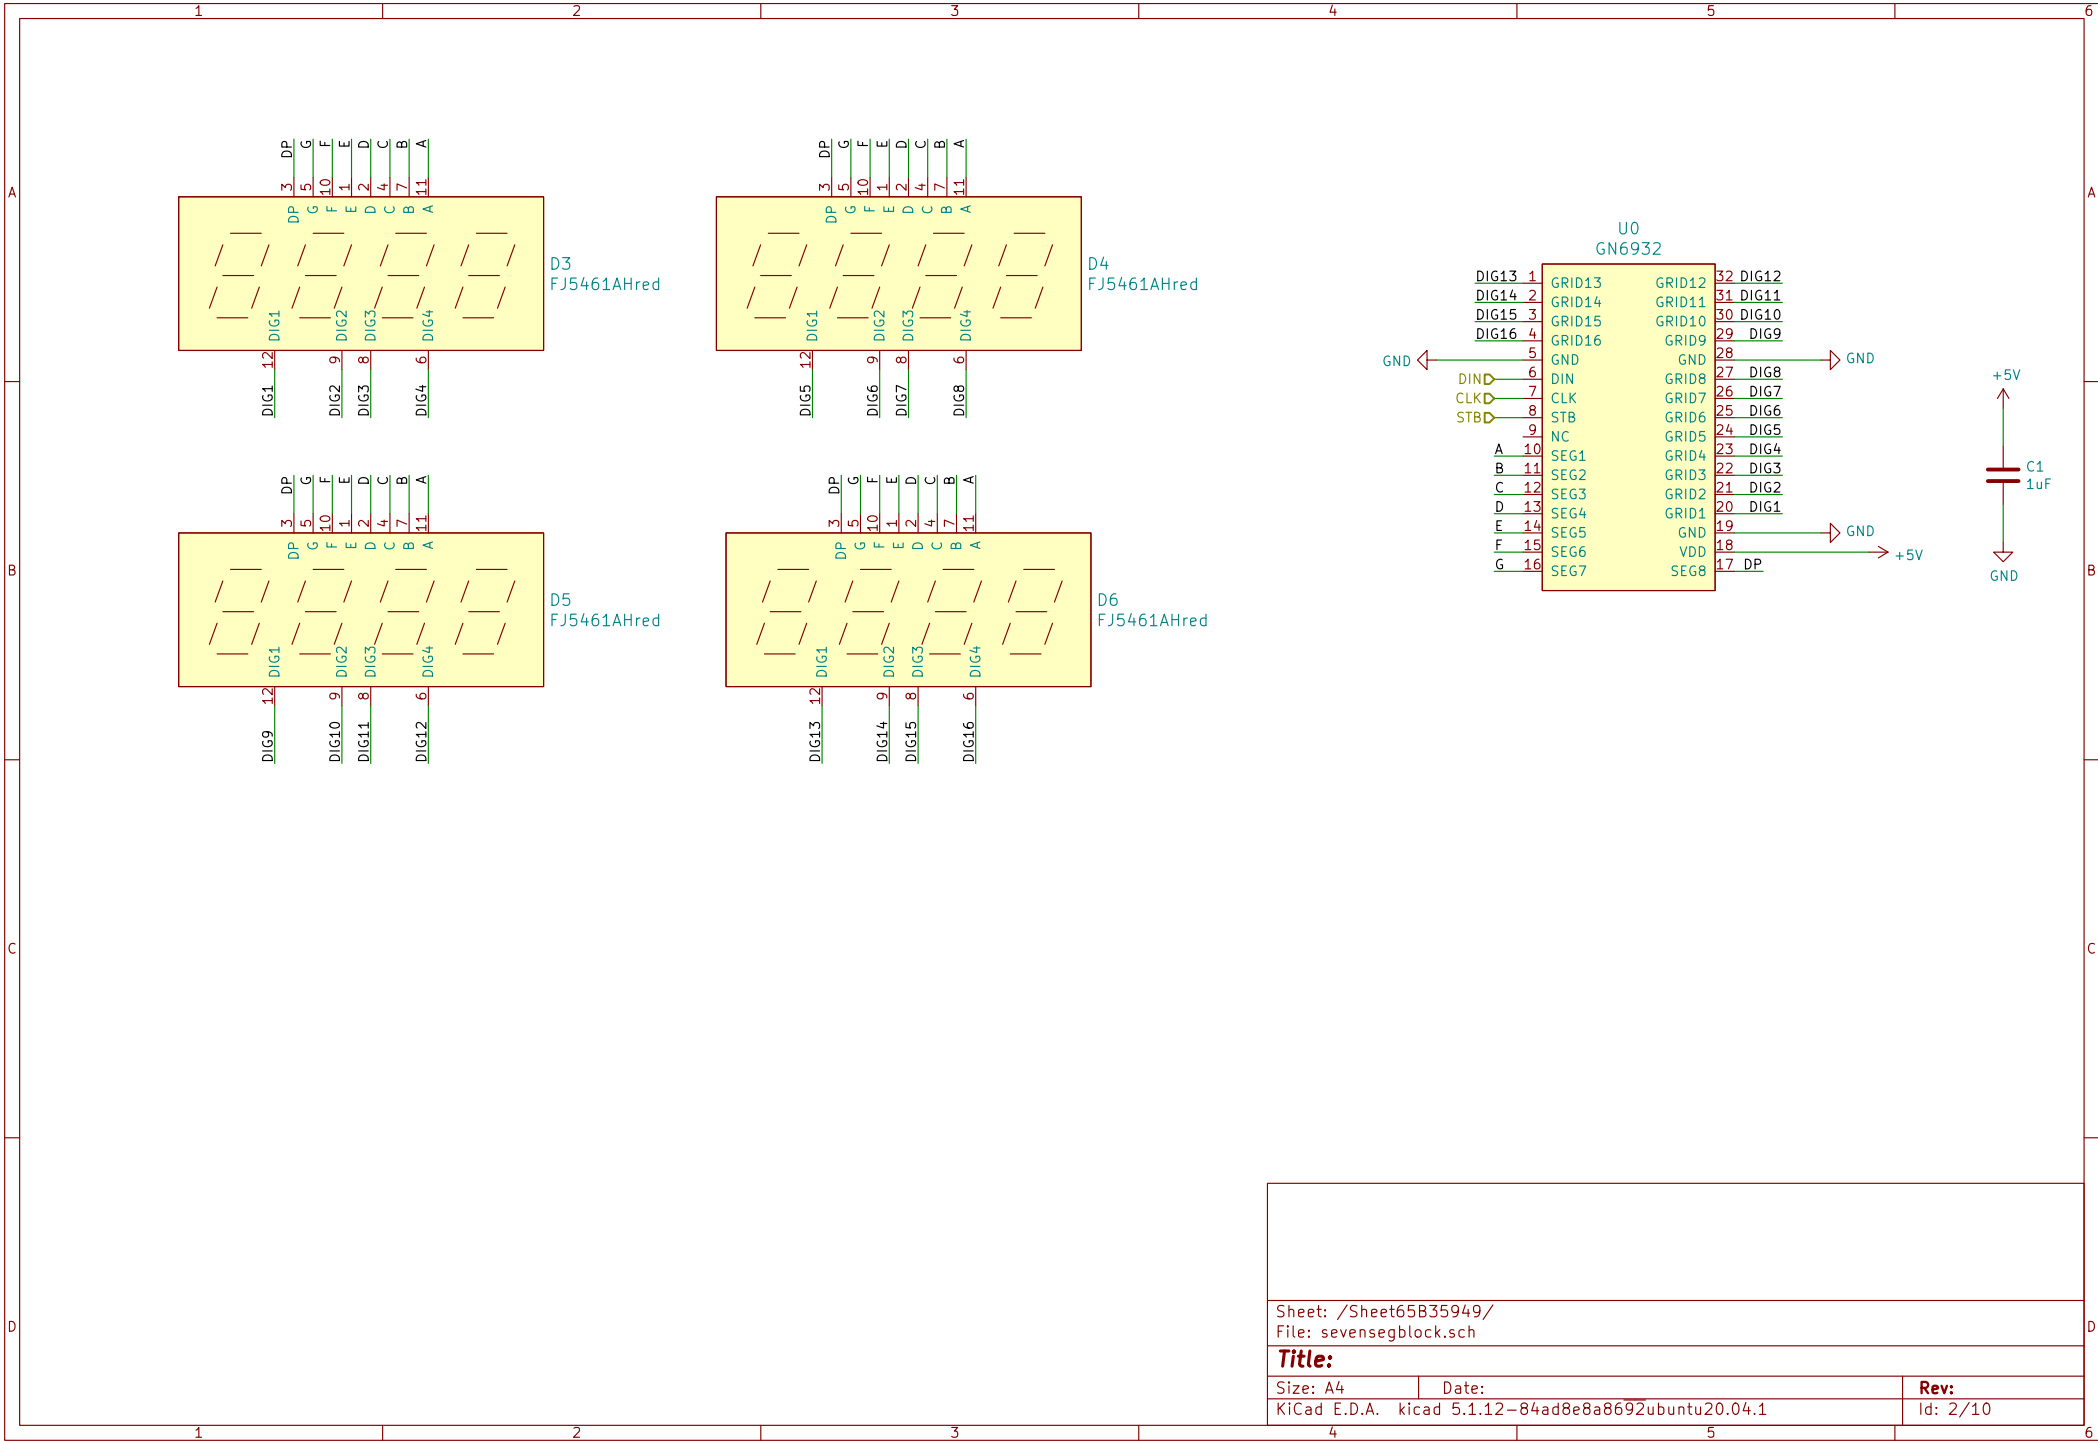 1 2 3 4 5 6
A A
DP G F E D C B A
3 5 10 1 2 4 7 11
DP G F E D C B A
D3
FJ5461AHred
DIG1 DIG2 DIG3 DIG4
12 9 8 6
DIG1 DIG2 DIG3 DIG4
DP G F E D C B A
3 5 10 1 2 4 7 11
DP G F E D C B A
D4
FJ5461AHred
DIG1 DIG2 DIG3 DIG4
12 9 8 6
DIG5 DIG6 DIG7 DIG8
U0
GN6932
DIG13 1 GRID13 GRID12 32 DIG12
DIG14 2 GRID14 GRID11 31 DIG11
DIG15 3 GRID15 GRID10 30 DIG10
DIG16 4 GRID16 GRID9 29 DIG9
GND 5 GND GND 28 GND
DIN 6 DIN GRID8 27 DIG8
CLK 7 CLK GRID7 26 DIG7
STB 8 STB GRID6 25 DIG6
9 NC GRID5 24 DIG5
A 10 SEG1 GRID4 23 DIG4
B 11 SEG2 GRID3 22 DIG3
C 12 SEG3 GRID2 21 DIG2
D 13 SEG4 GRID1 20 DIG1
E 14 SEG5 GND 19 GND
F 15 SEG6 VDD 18 +5V
G 16 SEG7 SEG8 17 DP
+5V
C1
1uF
GND
B B
DP G F E D C B A
3 5 10 1 2 4 7 11
DP G F E D C B A
D5
FJ5461AHred
DIG1 DIG2 DIG3 DIG4
12 9 8 6
DIG9 DIG10 DIG11 DIG12
DP G F E D C B A
3 5 10 1 2 4 7 11
DP G F E D C B A
D6
FJ5461AHred
DIG1 DIG2 DIG3 DIG4
12 9 8 6
DIG13 DIG14 DIG15 DIG16
C C
D D
Sheet: /Sheet65B35949/
File: sevensegblock.sch
Title:
Size: A4 Date: Rev:
KiCad E.D.A. kicad 5.1.12-84ad8e8a8692ubuntu20.04.1 Id: 2/10
1 2 3 4 5 6